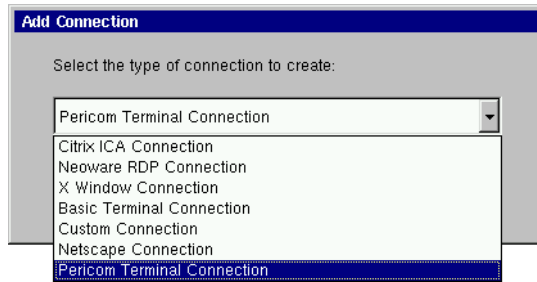 Add Connection
Select the type of connection to create:
Pericom Terminal Connection
Citrix ICA Connection
Neoware RDP Connection
X Window Connection
Basic Terminal Connection
Custom Connection
Netscape Connection
Pericom Terminal Connection